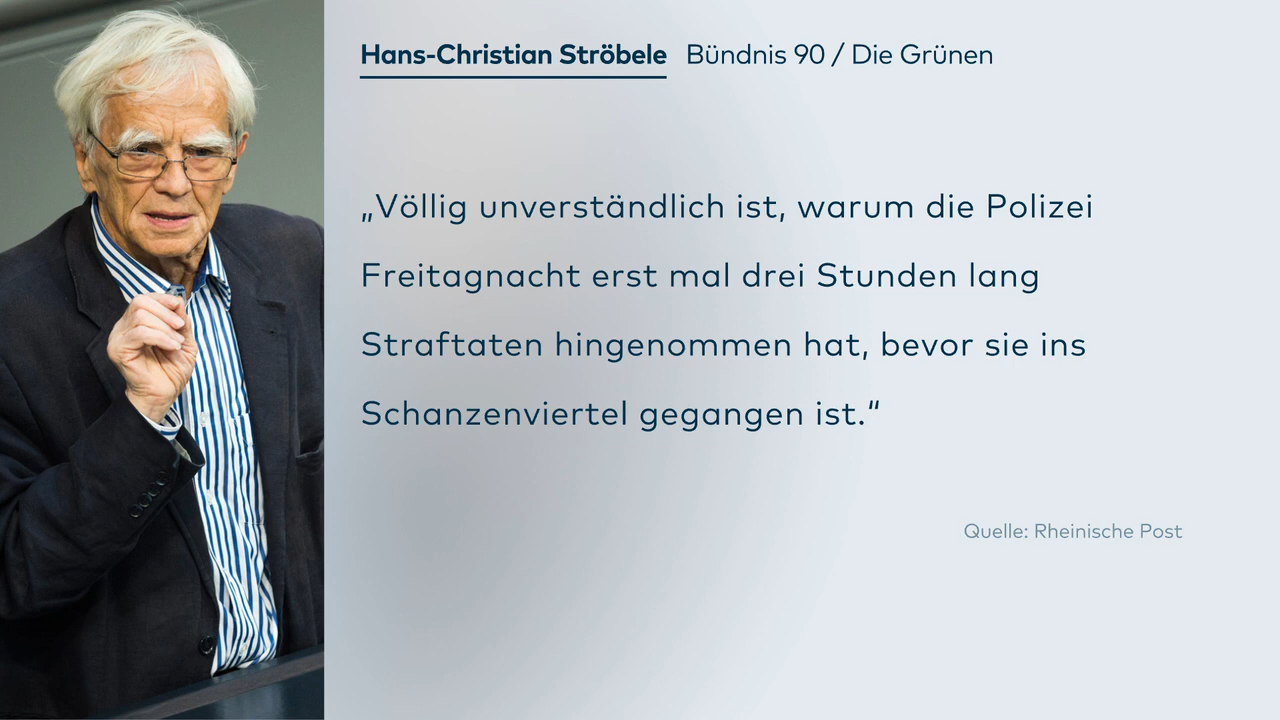 Hans-Christian Ströbele Bündnis 90 / Die Grünen
„Völlig unverständlich ist, warum die Polizei
Freitagnacht erst mal drei Stunden lang
Straftaten hingenommen hat, bevor sie ins
Schanzenviertel gegangen ist.“
Quelle: Rheinische Post